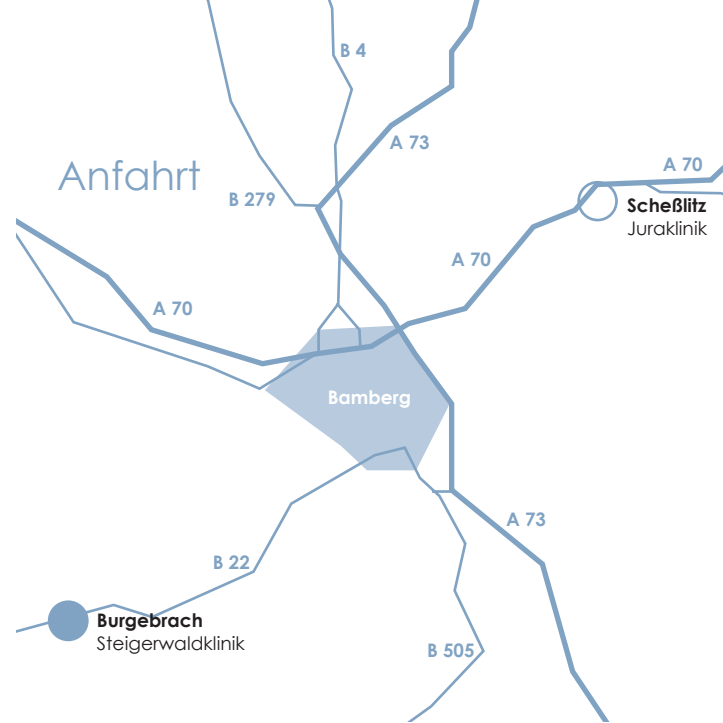 B 4
A 73
Anfahrt
A 70
B 279
Scheßlitz
Juraklinik
A 70
A 70
Bamberg
A 73
B 22
Burgebrach
Steigerwaldklinik
B 505